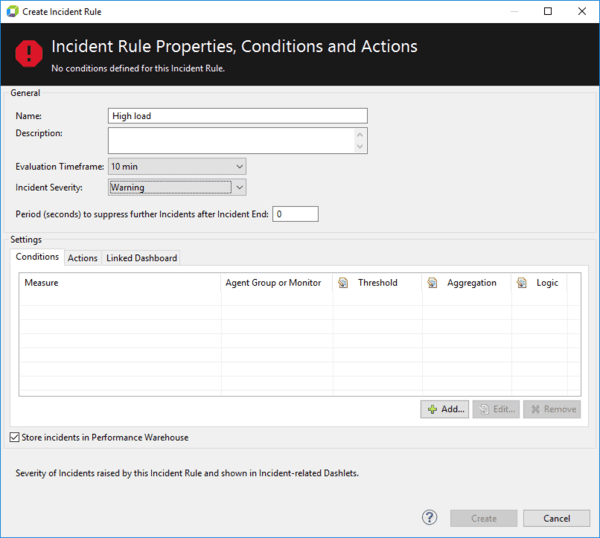 Create Incident Rule
Incident Rule Properties, Conditions and Actions
No conditions defined for this Incident Rule.
General
Name: High load
Description:
Evaluation Timeframe: 10 min
Incident Severity: Warning
Period (seconds) to suppress further Incidents after Incident End: 0
Settings
Conditions Actions Linked Dashboard
Measure Agent Group or Monitor Threshold Aggregation Logic
Add... Edit... Remove
Store incidents in Performance Warehouse
Severity of Incidents raised by this Incident Rule and shown in Incident-related Dashlets.
? Create Cancel